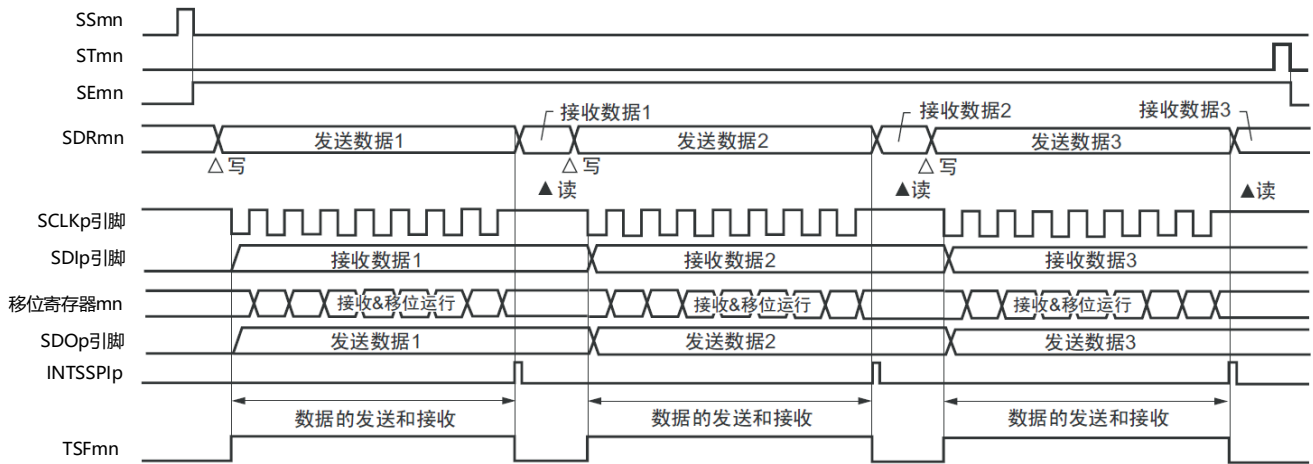 SSmn
STmn
SEmn
接收数据1 接收数据2 接收数据3
SDRmn 发送数据1 发送数据2 发送数据3
△写 △写 △写
▲读 ▲读 ▲读
SCLKp引脚
SDIp引脚 接收数据1 接收数据2 接收数据3
移位寄存器mn 接收&移位运行 接收&移位运行 接收&移位运行
SDOp引脚 发送数据1 发送数据2 发送数据3
INTSSPIp
数据的发送和接收 数据的发送和接收 数据的发送和接收
TSFmn